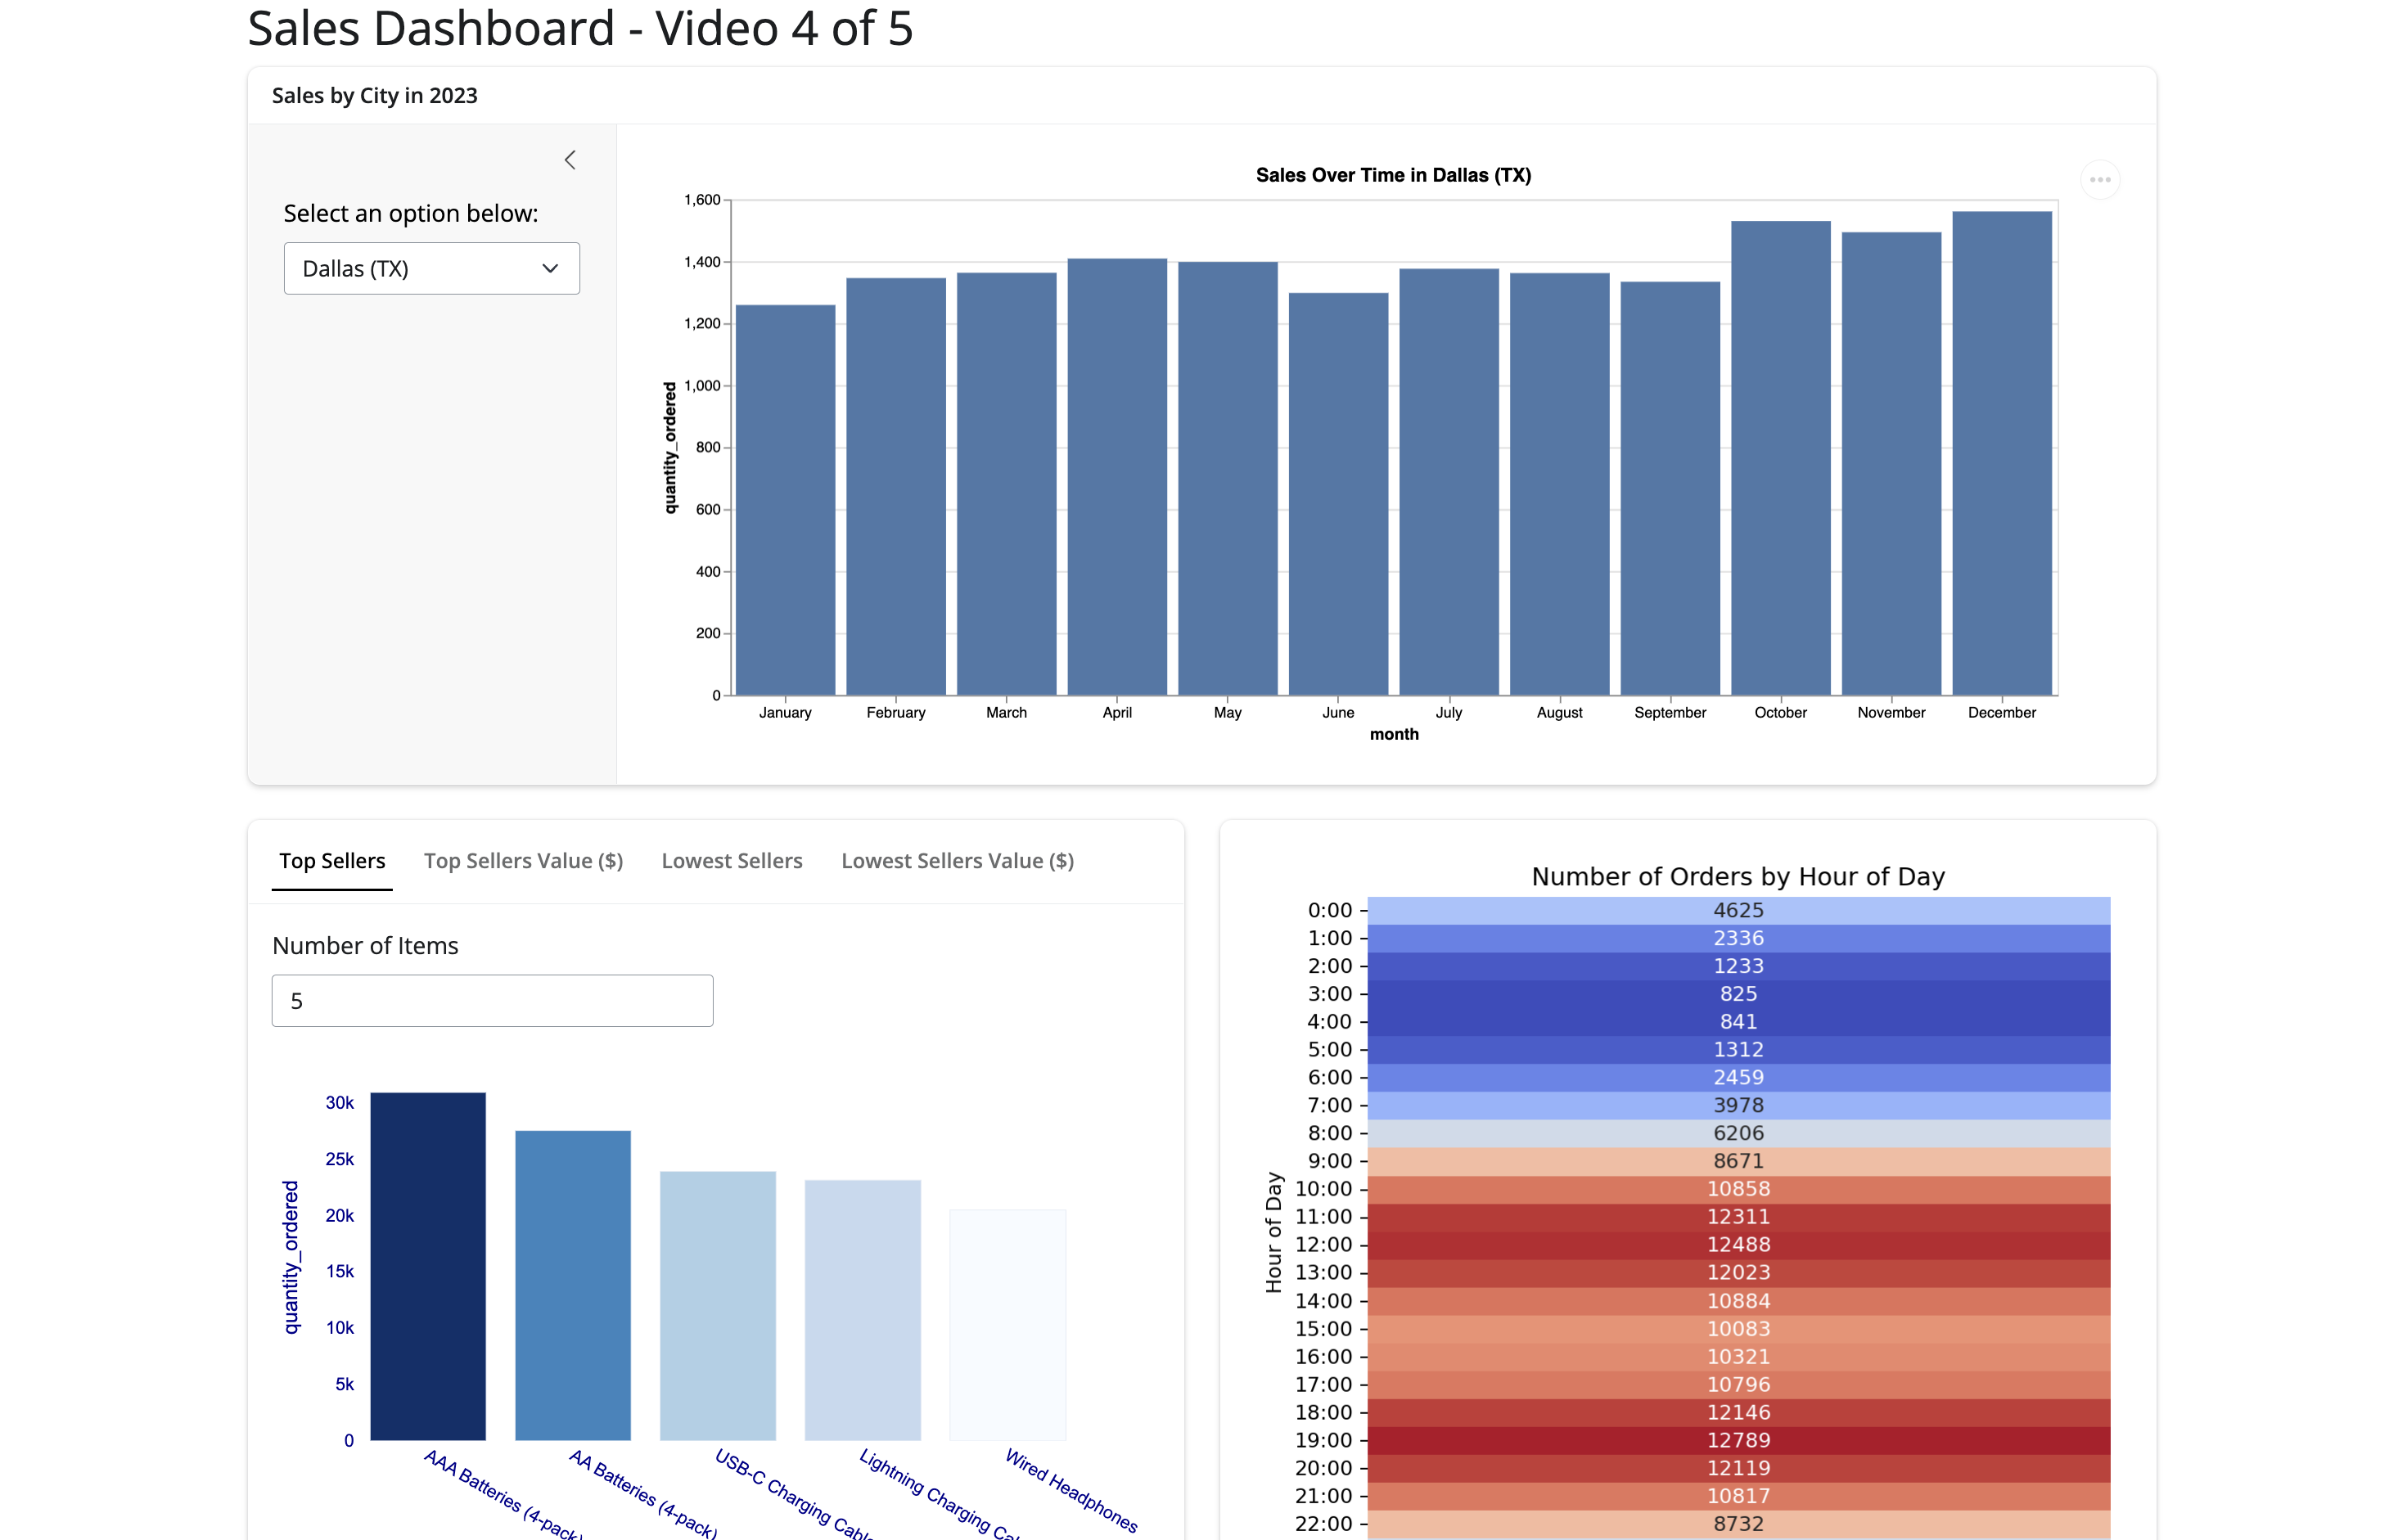 Sales Dashboard - Video 4 of 5
Sales by City in 2023
Select an option below:
Dallas (TX)
Sales Over Time in Dallas (TX)
1,600
1,400
1,200
1,000
800
600
400
200
0
quantity_ordered
January February March April May June July August September October November December
month
Top Sellers Top Sellers Value ($) Lowest Sellers Lowest Sellers Value ($)
Number of Items
5
30k
25k
20k
15k
10k
5k
0
quantity_ordered
AAA Batteries (4-pack)
AA Batteries (4-pack)
USB-C Charging Cable
Lightning Charging
Wired Headphones
Number of Orders by Hour of Day
Hour of Day
0:00 4625
1:00 2336
2:00 1233
3:00 825
4:00 841
5:00 1312
6:00 2459
7:00 3978
8:00 6206
9:00 8671
10:00 10858
11:00 12311
12:00 12488
13:00 12023
14:00 10884
15:00 10083
16:00 10321
17:00 10796
18:00 12146
19:00 12789
20:00 12119
21:00 10817
22:00 8732